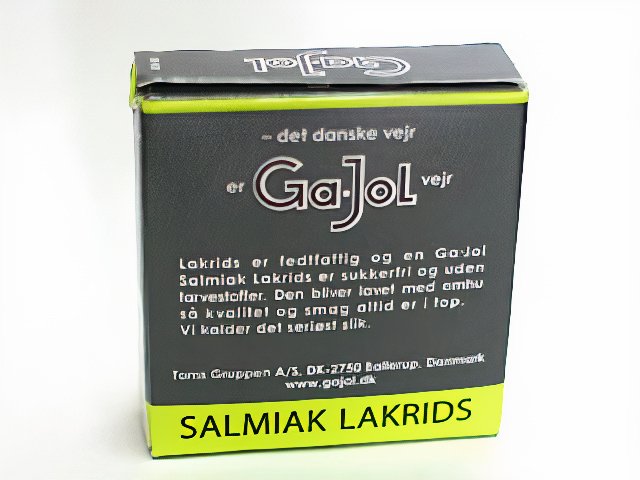 Ga-Jol
– det danske vejr
er Ga-Jol vejr
Lakrids er fedtfattig og en Ga-Jol
Salmiak Lakrids er sukkerfri og uden
farvestoffer. Den bliver lavet med omhu
så kvalitet og smag altid er i top.
Vi kalder det seriøst slik.
Toms Gruppen A/S, DK-2750 Ballerup, Danmark
www.gajol.dk
SALMIAK LAKRIDS